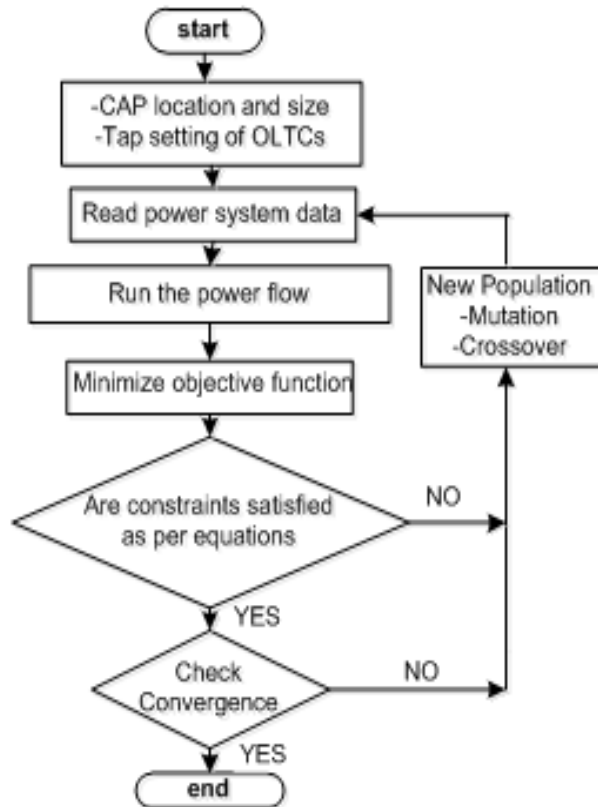 start
-CAP location and size
-Tap setting of OLTCs
Read power system data
Run the power flow
New Population
-Mutation
-Crossover
Minimize objective function
Are constraints satisfied
as per equations
NO
YES
Check
Convergence
NO
YES
end